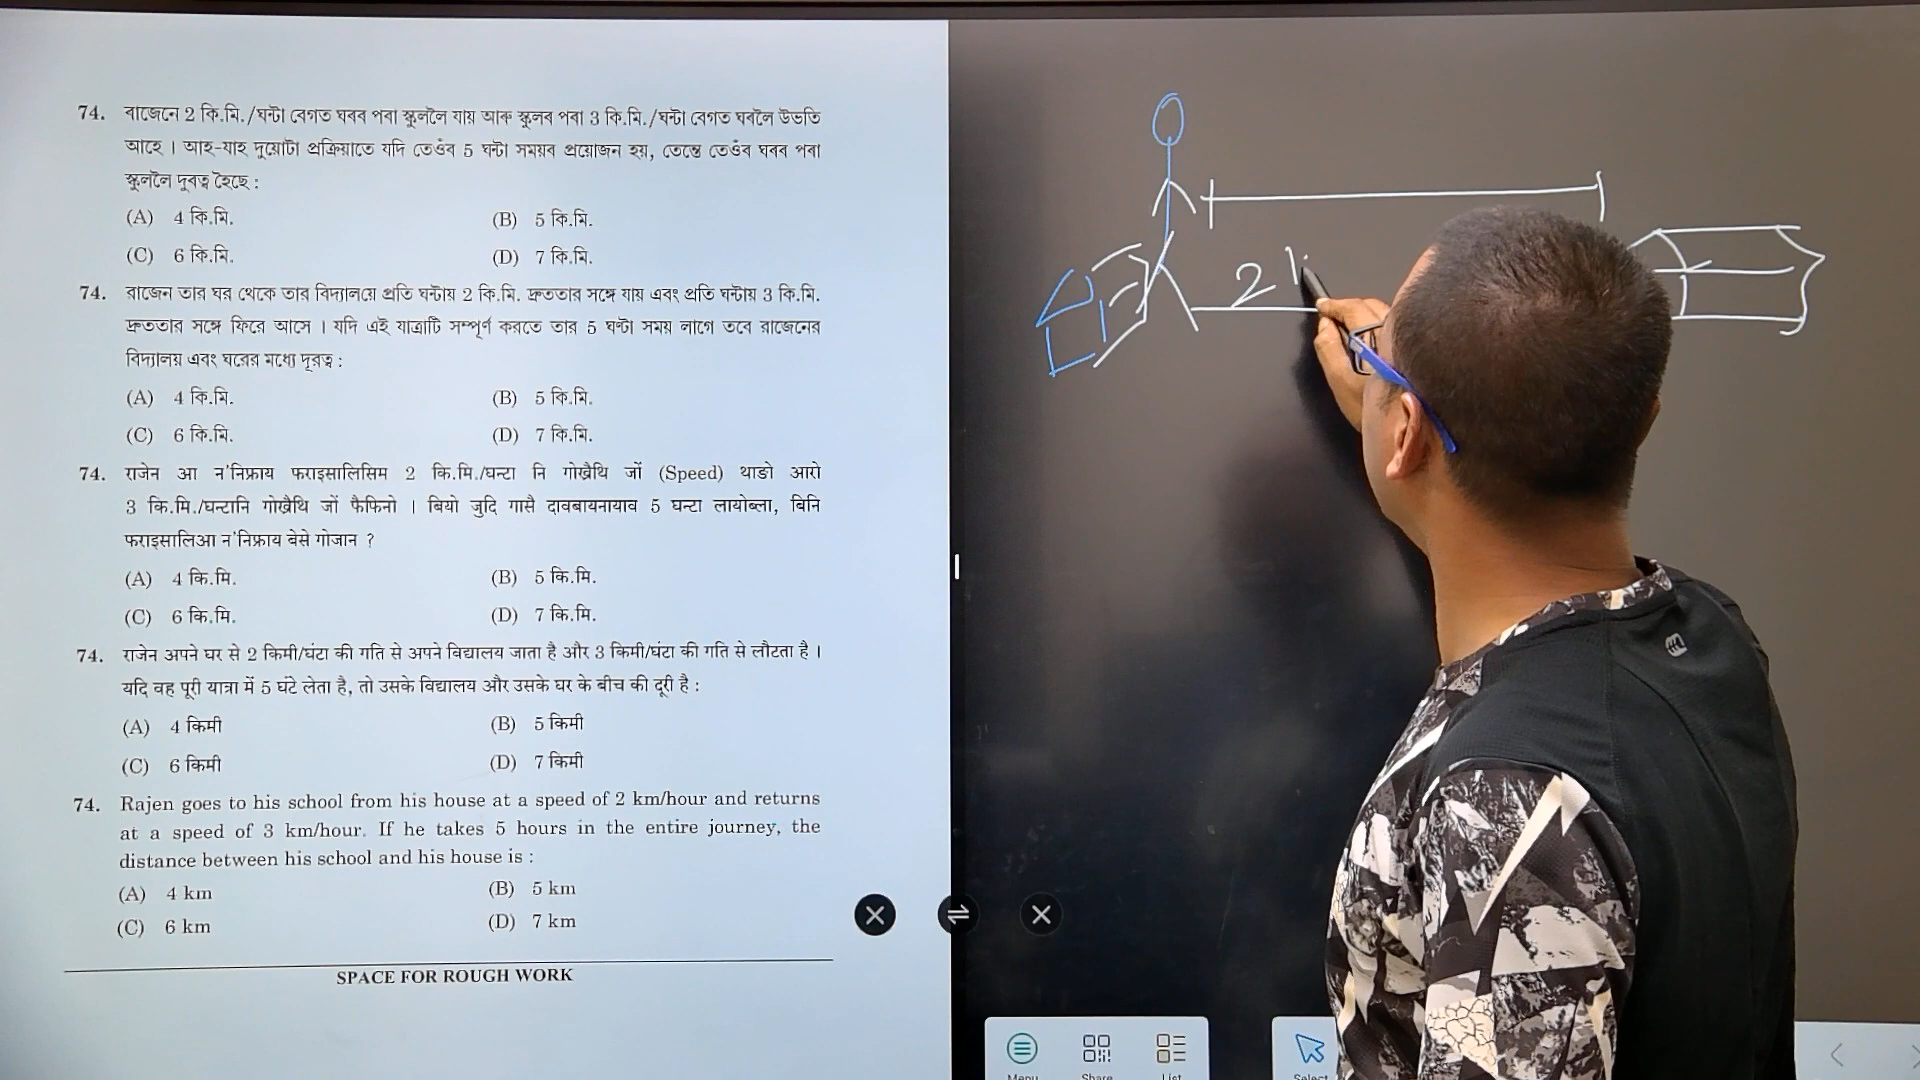 74. ৰাজেনে 2 কি.মি./ঘন্টা বেগত ঘৰৰ পৰা স্কুললৈ যায় আৰু স্কুলৰ পৰা 3 কি.মি./ঘন্টা বেগত ঘৰলৈ উভতি
আহে । আহ-যাহ দুয়োটা প্ৰক্ৰিয়াতে যদি তেওঁৰ 5 ঘন্টা সময়ৰ প্ৰয়োজন হয়, তেন্তে তেওঁৰ ঘৰৰ পৰা
স্কুললৈ দূৰত্ব হৈছে :
(A) 4 কি.মি. (B) 5 কি.মি.
(C) 6 কি.মি. (D) 7 কি.মি.
74. রাজেন তার ঘর থেকে তার বিদ্যালয়ে প্রতি ঘন্টায় 2 কি.মি. দ্রুততার সঙ্গে যায় এবং প্রতি ঘন্টায় 3 কি.মি.
দ্রুততার সঙ্গে ফিরে আসে । যদি এই যাত্রাটি সম্পূর্ণ করতে তার 5 ঘণ্টা সময় লাগে তবে রাজেনের
বিদ্যালয় এবং ঘরের মধ্যে দূরত্ব :
(A) 4 কি.মি. (B) 5 কি.মি.
(C) 6 কি.মি. (D) 7 কি.মি.
74. राजेन आ न'निफ्राय फराइसालिसिम 2 कि.मि./घन्टा नि गोख्रैथि जों (Speed) थाङो आरो
3 कि.मि./घन्टानि गोख्रैथि जों फैफिनो । बियो जुदि गासै दावबायनायाव 5 घन्टा लायोब्ला, बिनि
फराइसालिआ न'निफ्राय बेसे गोजान ?
(A) 4 कि.मि. (B) 5 कि.मि.
(C) 6 कि.मि. (D) 7 कि.मि.
74. राजेन अपने घर से 2 किमी/घंटा की गति से अपने विद्यालय जाता है और 3 किमी/घंटा की गति से लौटता है ।
यदि वह पूरी यात्रा में 5 घंटे लेता है, तो उसके विद्यालय और उसके घर के बीच की दूरी है :
(A) 4 किमी (B) 5 किमी
(C) 6 किमी (D) 7 किमी
74. Rajen goes to his school from his house at a speed of 2 km/hour and returns
at a speed of 3 km/hour. If he takes 5 hours in the entire journey, the
distance between his school and his house is :
(A) 4 km (B) 5 km
(C) 6 km (D) 7 km
SPACE FOR ROUGH WORK
2
Menu Share List Select